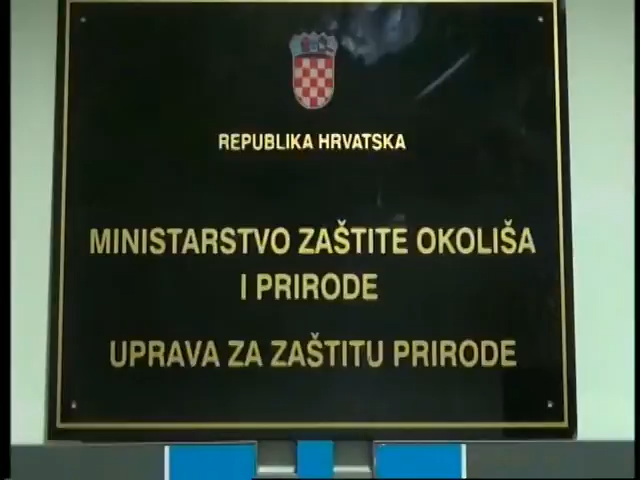 REPUBLIKA HRVATSKA
MINISTARSTVO ZAŠTITE OKOLIŠA
I PRIRODE
UPRAVA ZA ZAŠTITU PRIRODE